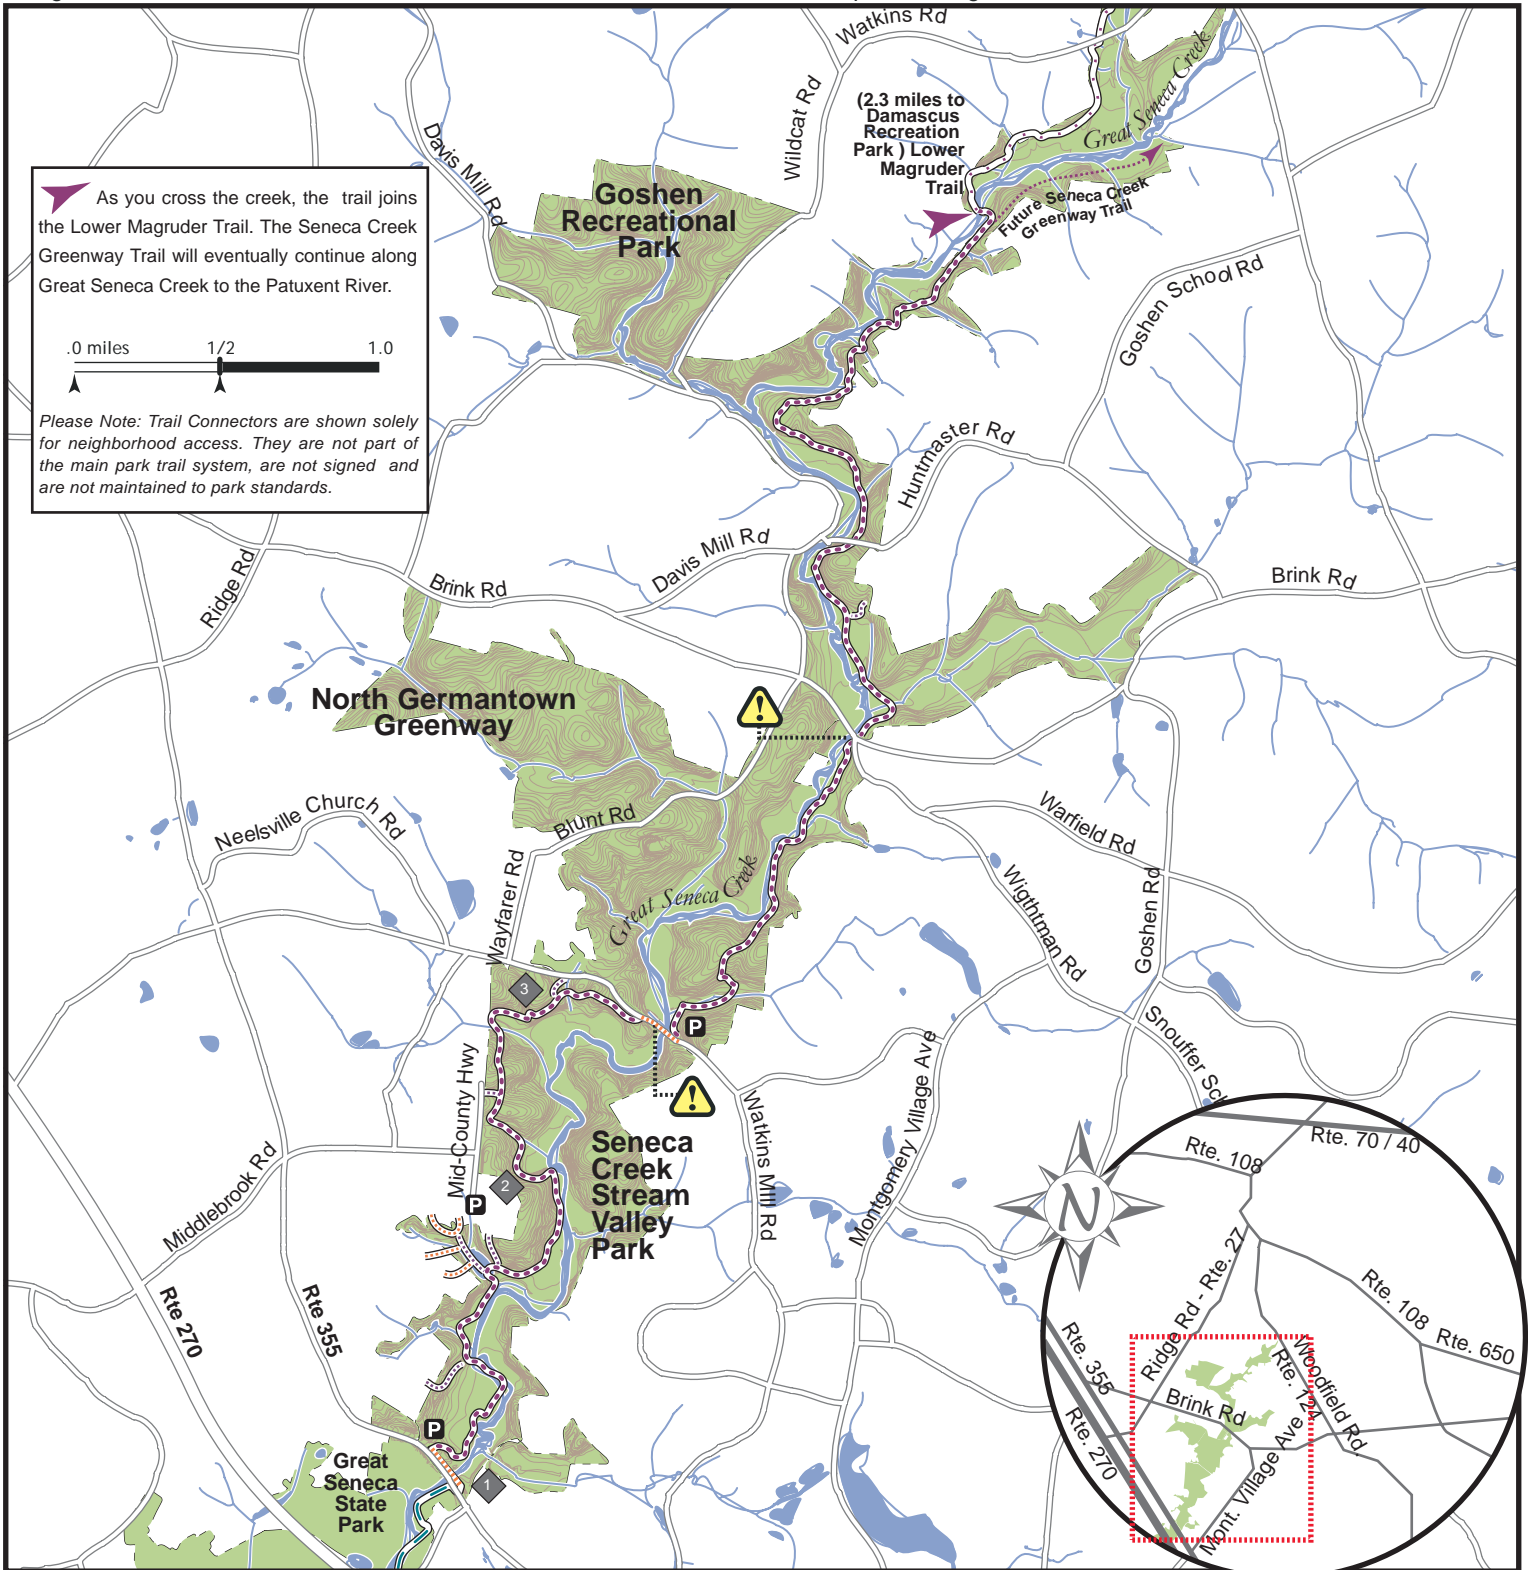 Watkins Rd
Wildcat Rd
(2.3 miles to
Damascus
Recreation
Park ) Lower
Magruder
Trail
Great Seneca Creek
Future Seneca Creek
Greenway Trail
Davis Mill Rd
Goshen
Recreational
Park
As you cross the creek, the trail joins
the Lower Magruder Trail. The Seneca Creek
Greenway Trail will eventually continue along
Great Seneca Creek to the Patuxent River.
.0 miles 1/2 1.0
Please Note: Trail Connectors are shown solely
for neighborhood access. They are not part of
the main park trail system, are not signed and
are not maintained to park standards.
Goshen School Rd
Huntmaster Rd
Ridge Rd
Brink Rd
Davis Mill Rd
Brink Rd
North Germantown
Greenway
!
Neelsville Church Rd
Blunt Rd
Warfield Rd
Wayfarer Rd
Great Seneca Creek
Wigthtman Rd
Goshen Rd
3
P
Snouffer Sch
Mid-County Hwy
!
Watkins Mill Rd
Montgomery Village Ave
Middlebrook Rd
2
P
Seneca
Creek
Stream
Valley
Park
Rte 270
Rte 355
P
Great
Seneca
State
Park
1
N
Rte. 70 / 40
Rte. 108
Ridge Rd - Rte. 27
Rte. 108
Rte. 650
Rte. 355
Woodfield Rd
Rte. 124
Brink Rd
Rte. 270
Mont. Village Ave